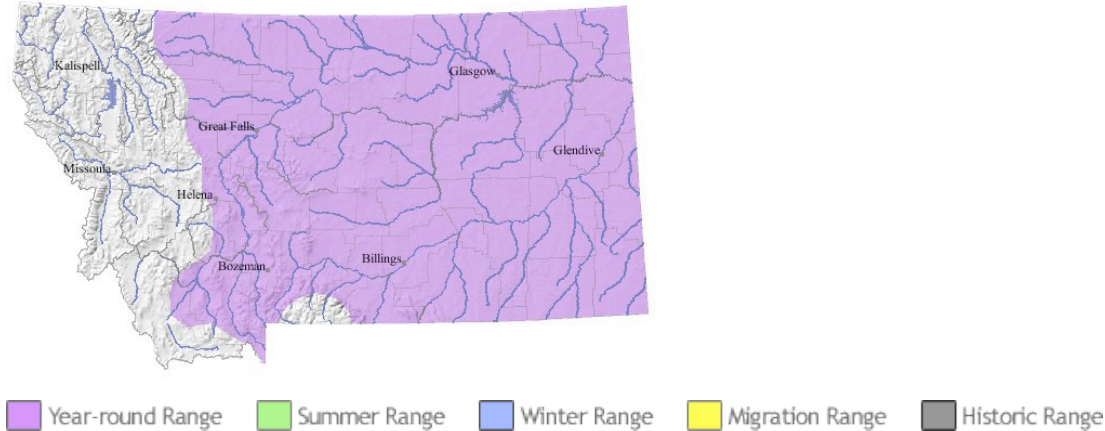 Kalispell
Glasgow
Great Falls
Glendive
Missoula
Helena
Billings
Bozeman
Year-round Range
Summer Range
Winter Range
Migration Range
Historic Range